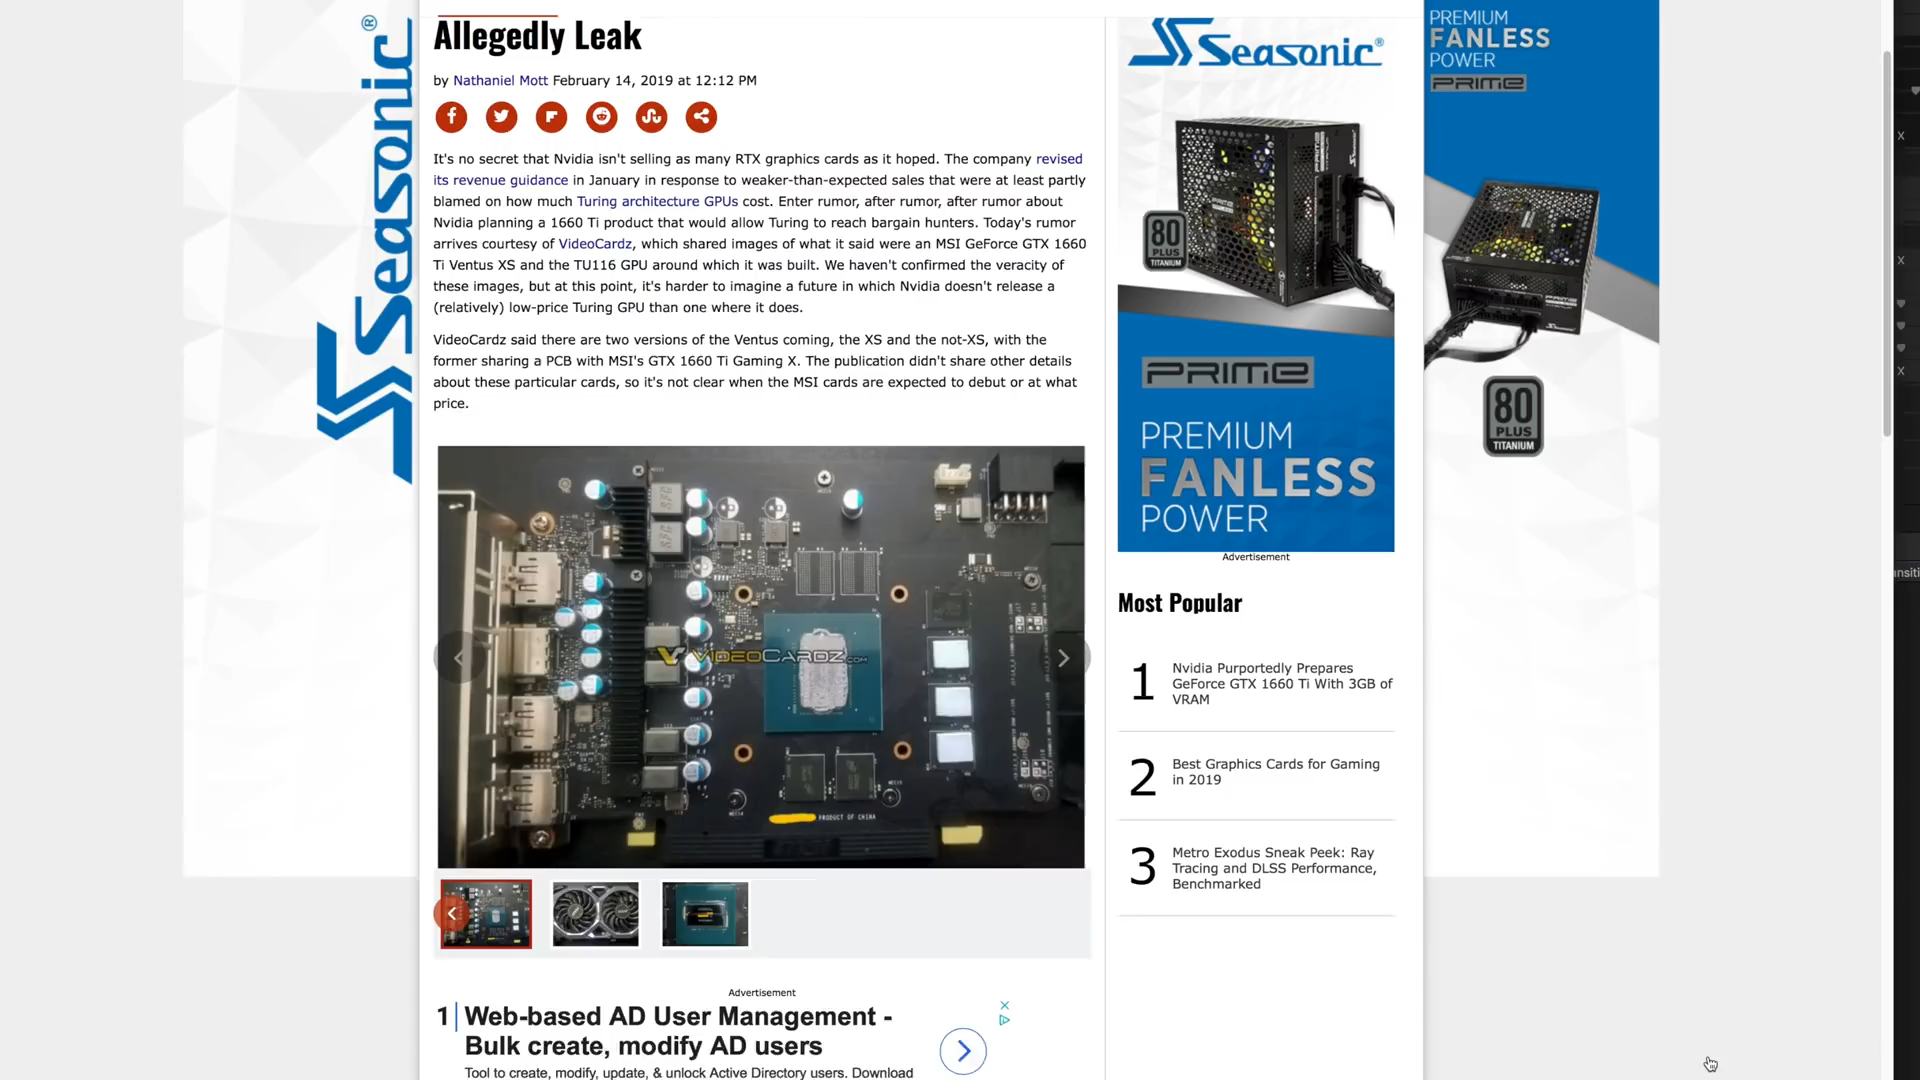 Allegedly Leak
by Nathaniel Mott February 14, 2019 at 12:12 PM
It's no secret that Nvidia isn't selling as many RTX graphics cards as it hoped. The company revised
its revenue guidance in January in response to weaker-than-expected sales that were at least partly
blamed on how much Turing architecture GPUs cost. Enter rumor, after rumor, after rumor about
Nvidia planning a 1660 Ti product that would allow Turing to reach bargain hunters. Today's rumor
arrives courtesy of VideoCardz, which shared images of what it said were an MSI GeForce GTX 1660
Ti Ventus XS and the TU116 GPU around which it was built. We haven't confirmed the veracity of
these images, but at this point, it's harder to imagine a future in which Nvidia doesn't release a
(relatively) low-price Turing GPU than one where it does.
VideoCardz said there are two versions of the Ventus coming, the XS and the not-XS, with the
former sharing a PCB with MSI's GTX 1660 Ti Gaming X. The publication didn't share other details
about these particular cards, so it's not clear when the MSI cards are expected to debut or at what
price.
VIDEOCARDZ.COM
PRODUCT OF CHINA
Advertisement
1 Web-based AD User Management -
Bulk create, modify AD users
Tool to create, modify, update, & unlock Active Directory users. Download
Seasonic®
Seasonic®
80
PLUS
TITANIUM
PRIME
PREMIUM
FANLESS
POWER
Advertisement
Most Popular
1 Nvidia Purportedly Prepares
GeForce GTX 1660 Ti With 3GB of
VRAM
2 Best Graphics Cards for Gaming
in 2019
3 Metro Exodus Sneak Peek: Ray
Tracing and DLSS Performance,
Benchmarked
PREMIUM
FANLESS
POWER
PRIME
80
PLUS
TITANIUM